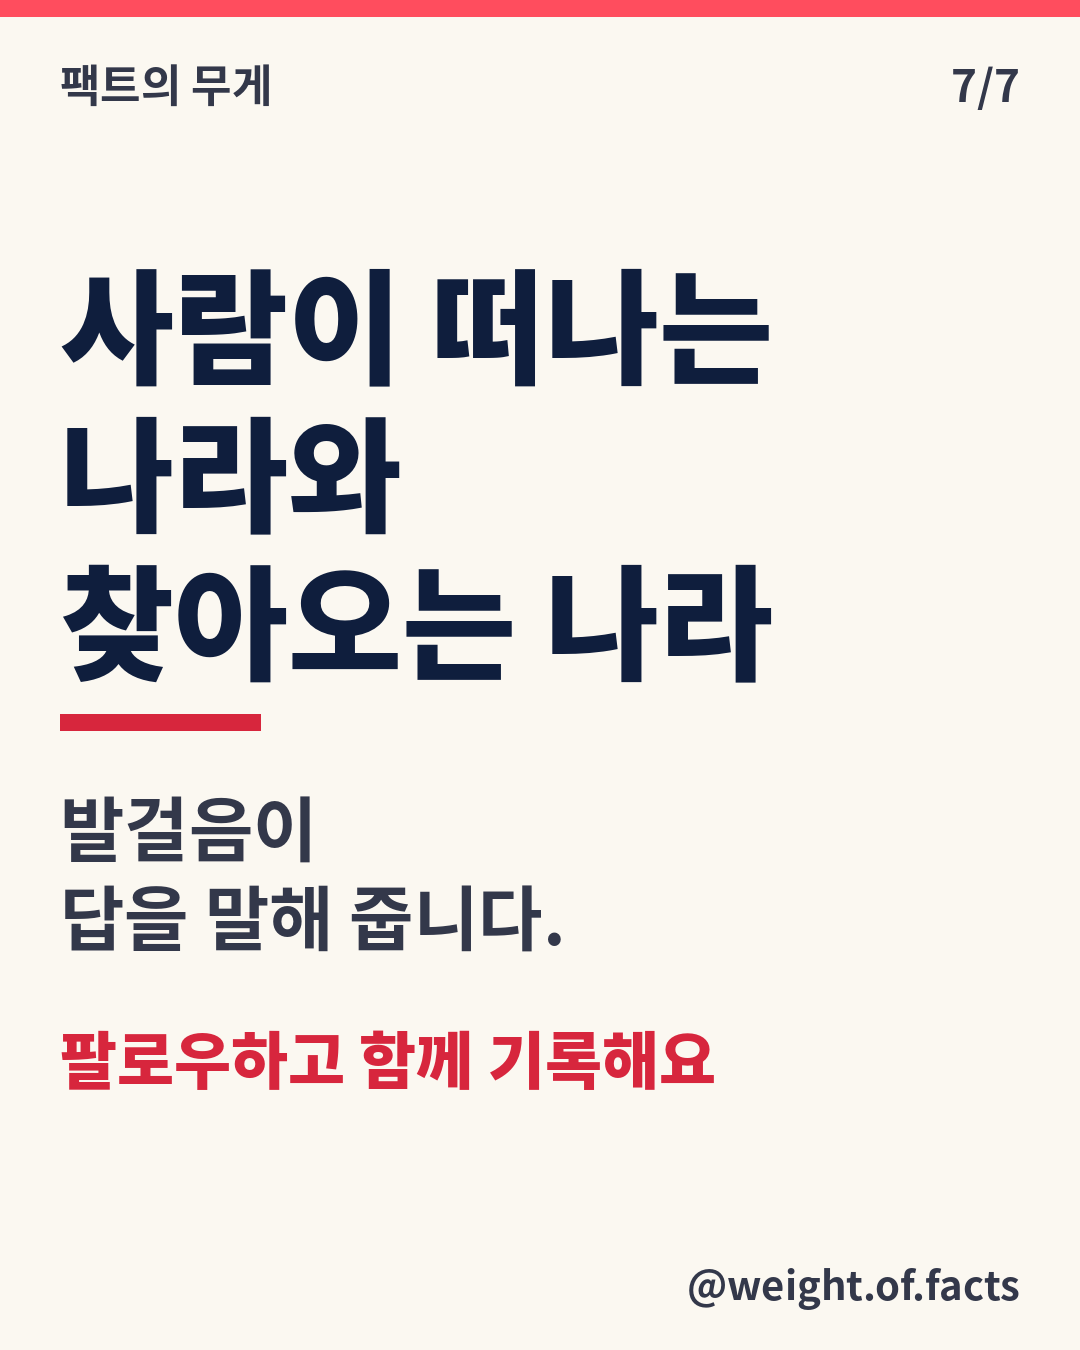 팩트의 무게
7/7
사람이 떠나는
나라와
찾아오는 나라
발걸음이
답을 말해 줍니다.
팔로우하고 함께 기록해요
@weight.of.facts